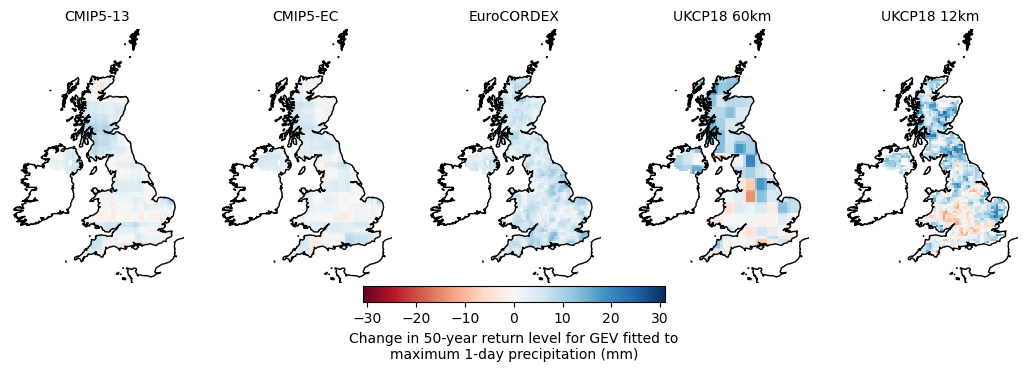 CMIP5-13 CMIP5-EC EuroCORDEX UKCP18 60km UKCP18 12km
−30 −20 −10 0 10 20 30
Change in 50-year return level for GEV fitted to
maximum 1-day precipitation (mm)